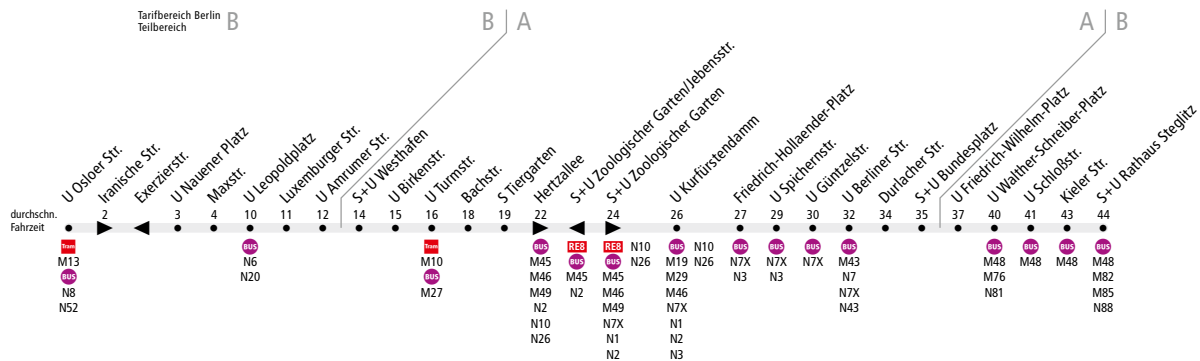 Tarifbereich Berlin
Teilbereich
B
B A
A B
U Osloer Str.
Iranische Str.
Exerzierstr.
U Nauener Platz
Maxstr.
U Leopoldplatz
Luxemburger Str.
U Amrumer Str.
S+U Westhafen
U Birkenstr.
U Turmstr.
Bachstr.
S Tiergarten
Hertzallee
S+U Zoologischer Garten/Jebensstr.
S+U Zoologischer Garten
U Kurfürstendamm
Friedrich-Hollaender-Platz
U Spichernstr.
U Güntzelstr.
U Berliner Str.
Durlacher Str.
S+U Bundesplatz
U Friedrich-Wilhelm-Platz
U Walther-Schreiber-Platz
U Schloßstr.
Kieler Str.
S+U Rathaus Steglitz
durchschn.
Fahrzeit
2 3 4 10 11 12 14 15 16 18 19 22 24 26 27 29 30 32 34 35 37 40 41 43 44
Tram
M13
BUS
N8
N52
BUS
N6
N20
Tram
M10
BUS
M27
BUS
M45
M46
M49
N2
N10
N26
RE8
BUS
M45
N2
RE8
BUS
M45
M46
M49
N7X
N1
N2
N10
N26
BUS
M19
M29
M46
N7X
N1
N2
N3
N10
N26
BUS
N7X
N3
BUS
N7X
N3
BUS
N7X
BUS
M43
N7
N7X
N43
BUS
M48
M76
N81
BUS
M48
BUS
M48
BUS
M48
M82
M85
N88